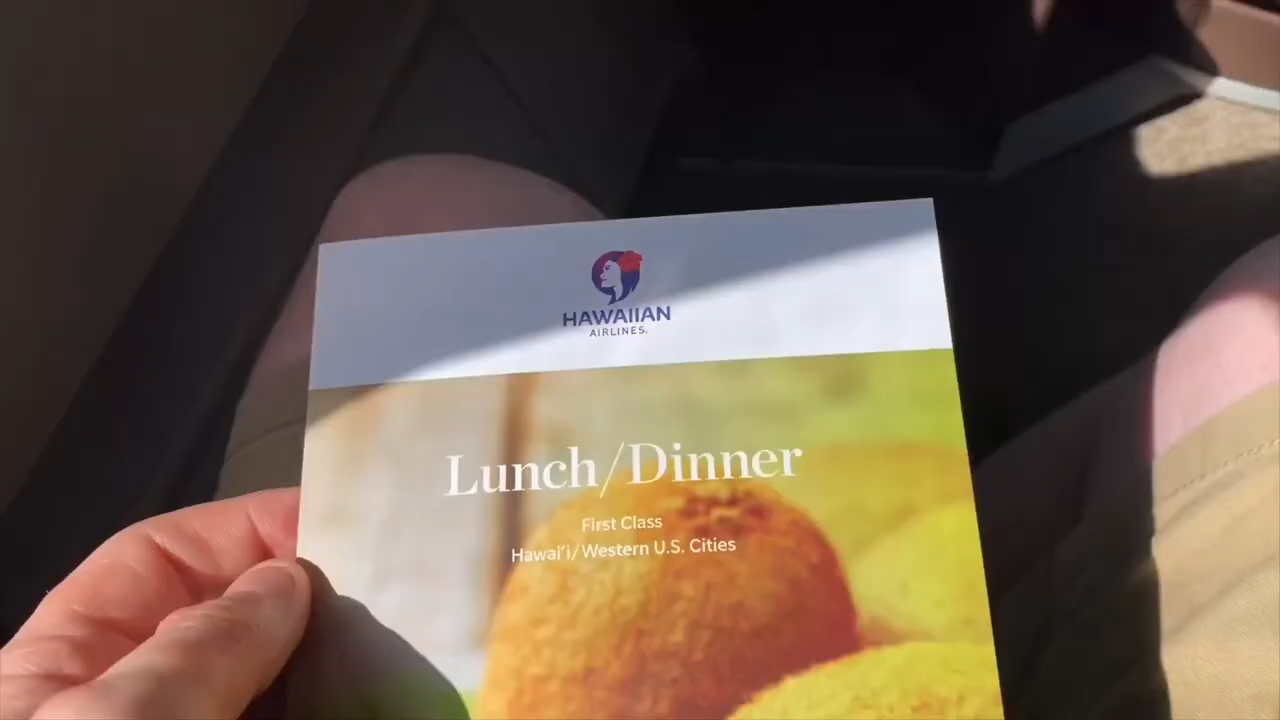 HAWAIIAN
AIRLINES.
Lunch/Dinner
First Class
Hawai‘i/Western U.S. Cities